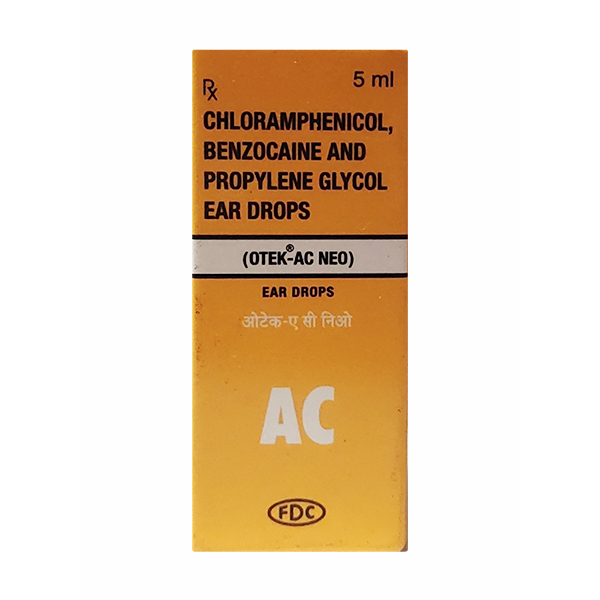 ℞ 5 ml
CHLORAMPHENICOL,
BENZOCAINE AND
PROPYLENE GLYCOL
EAR DROPS
(OTEK®-AC NEO)
EAR DROPS
ओटेक-ए सी निओ
AC
FDC